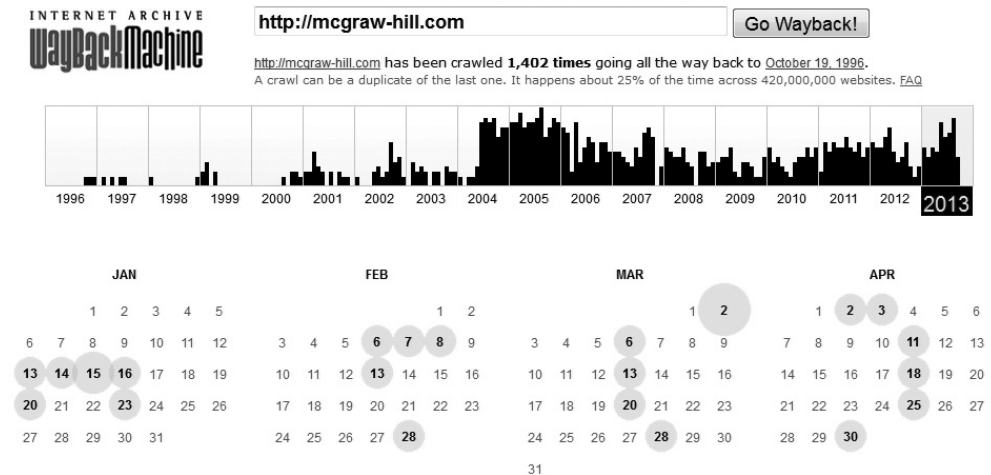 INTERNET ARCHIVE
WayBackMachine
http://mcgraw-hill.com
Go Wayback!
http://mcgraw-hill.com has been crawled 1,402 times going all the way back to October 19, 1996.
A crawl can be a duplicate of the last one. It happens about 25% of the time across 420,000,000 websites. FAQ
1996 1997 1998 1999 2000 2001 2002 2003 2004 2005 2006 2007 2008 2009 2010 2011 2012 2013
JAN FEB MAR APR
1 2 3 4 5 1 2 1 2 1 2 3 4 5 6
6 7 8 9 10 11 12 3 4 5 6 7 8 9 3 4 5 6 7 8 9 7 8 9 10 11 12 13
13 14 15 16 17 18 19 10 11 12 13 14 15 16 10 11 12 13 14 15 16 14 15 16 17 18 19 20
20 21 22 23 24 25 26 17 18 19 20 21 22 23 17 18 19 20 21 22 23 21 22 23 24 25 26 27
27 28 29 30 31 24 25 26 27 28 24 25 26 27 28 29 30 28 29 30
31